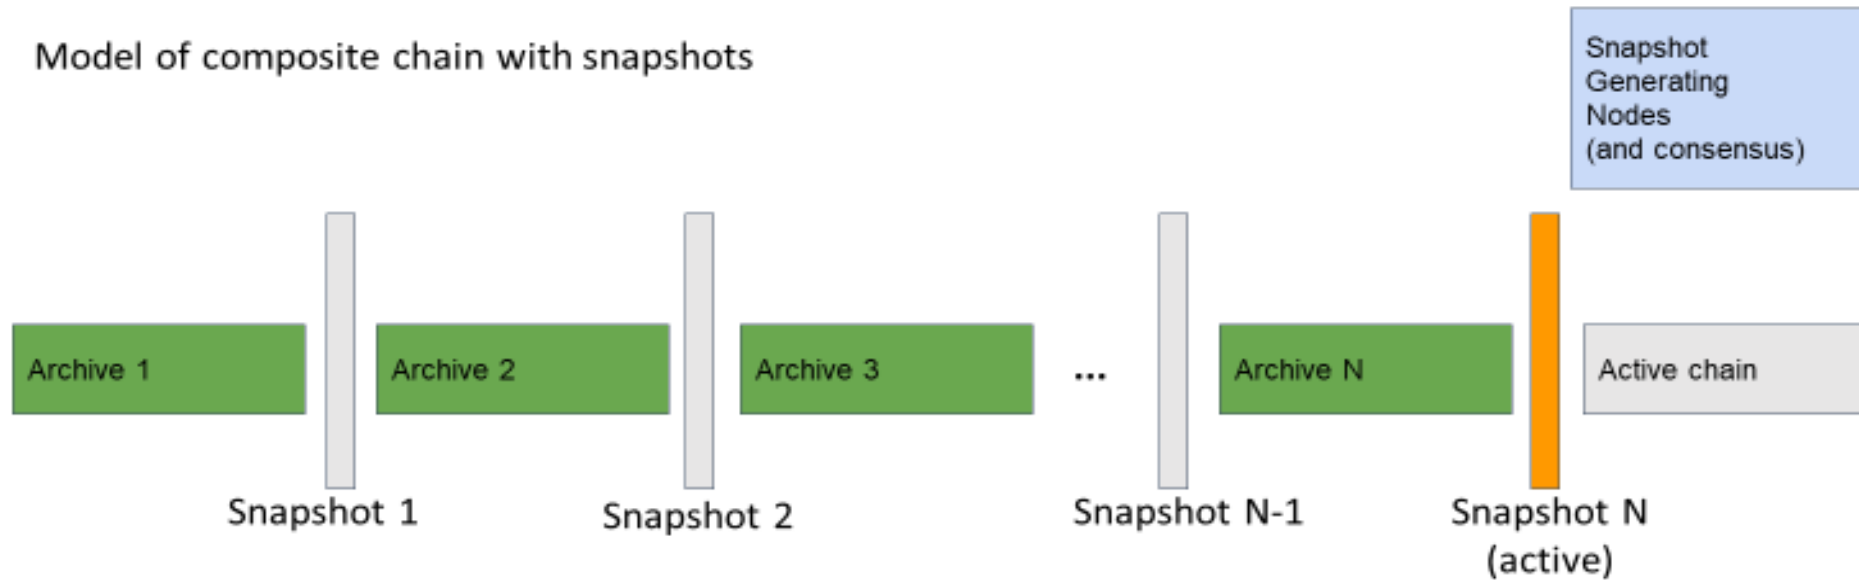 Model of composite chain with snapshots
Snapshot
Generating
Nodes
(and consensus)
Archive 1
Archive 2
Archive 3
...
Archive N
Active chain
Snapshot 1
Snapshot 2
Snapshot N-1
Snapshot N
(active)